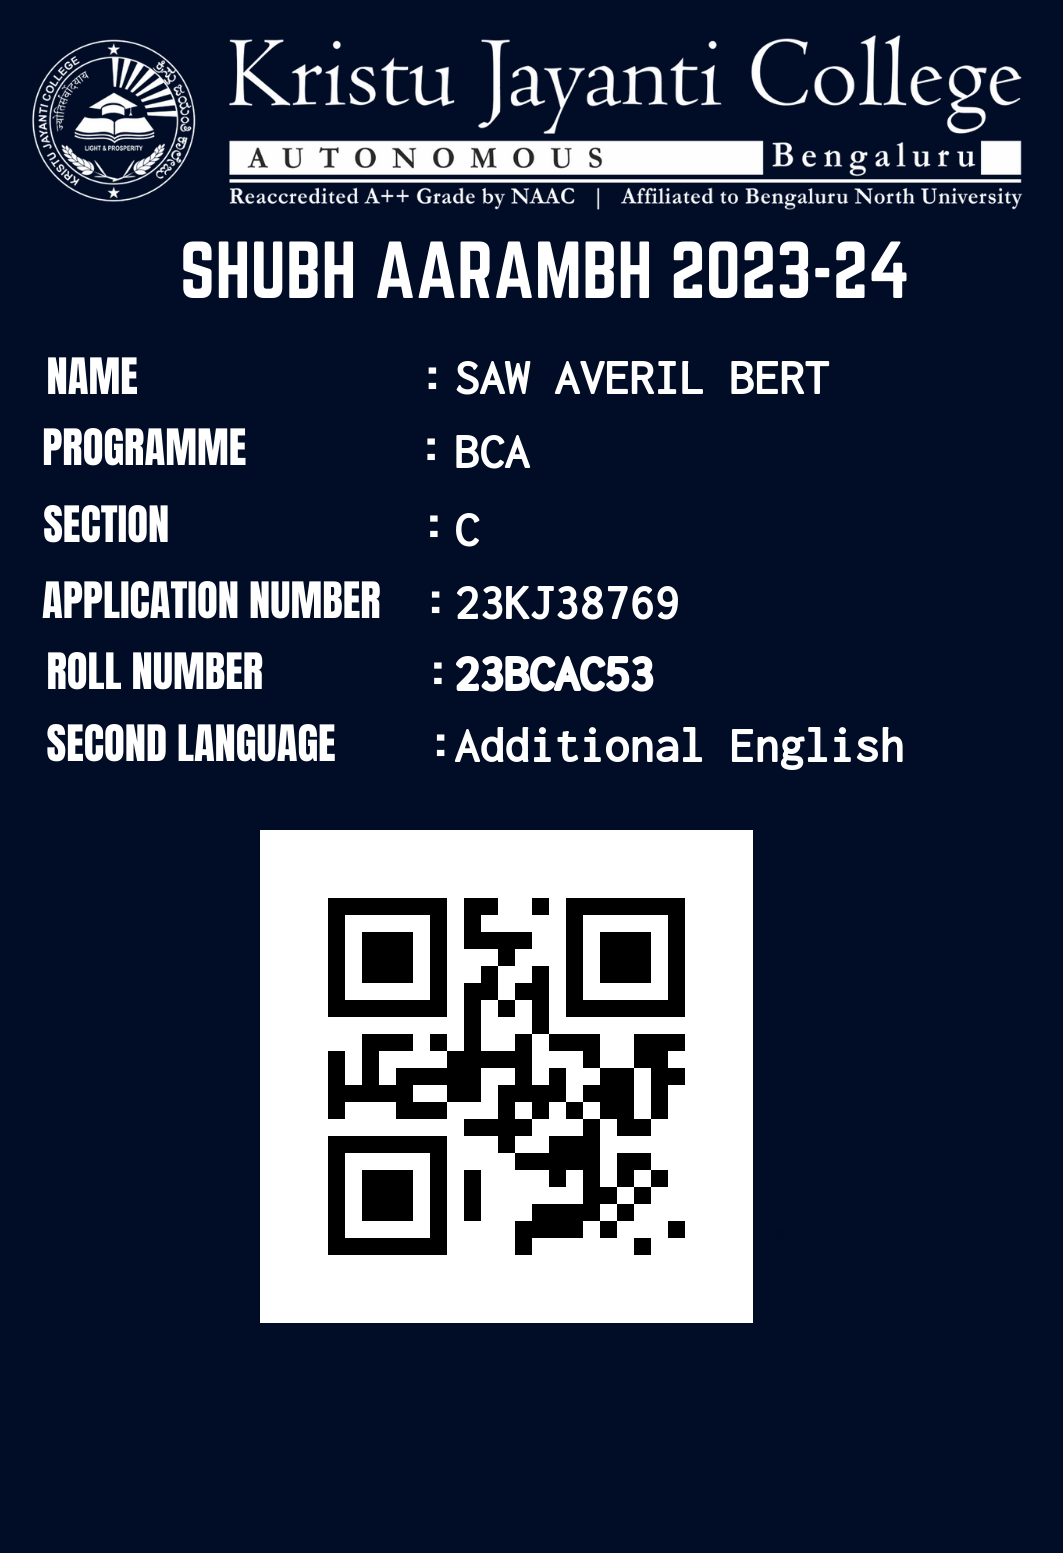 Kristu Jayanti College
AUTONOMOUS Bengaluru
Reaccredited A++ Grade by NAAC | Affiliated to Bengaluru North University
KRISTU JAYANTI COLLEGE
LIGHT & PROSPERITY
SHUBH AARAMBH 2023-24
NAME : SAW AVERIL BERT
PROGRAMME : BCA
SECTION : C
APPLICATION NUMBER : 23KJ38769
ROLL NUMBER : 23BCAC53
SECOND LANGUAGE : Additional English